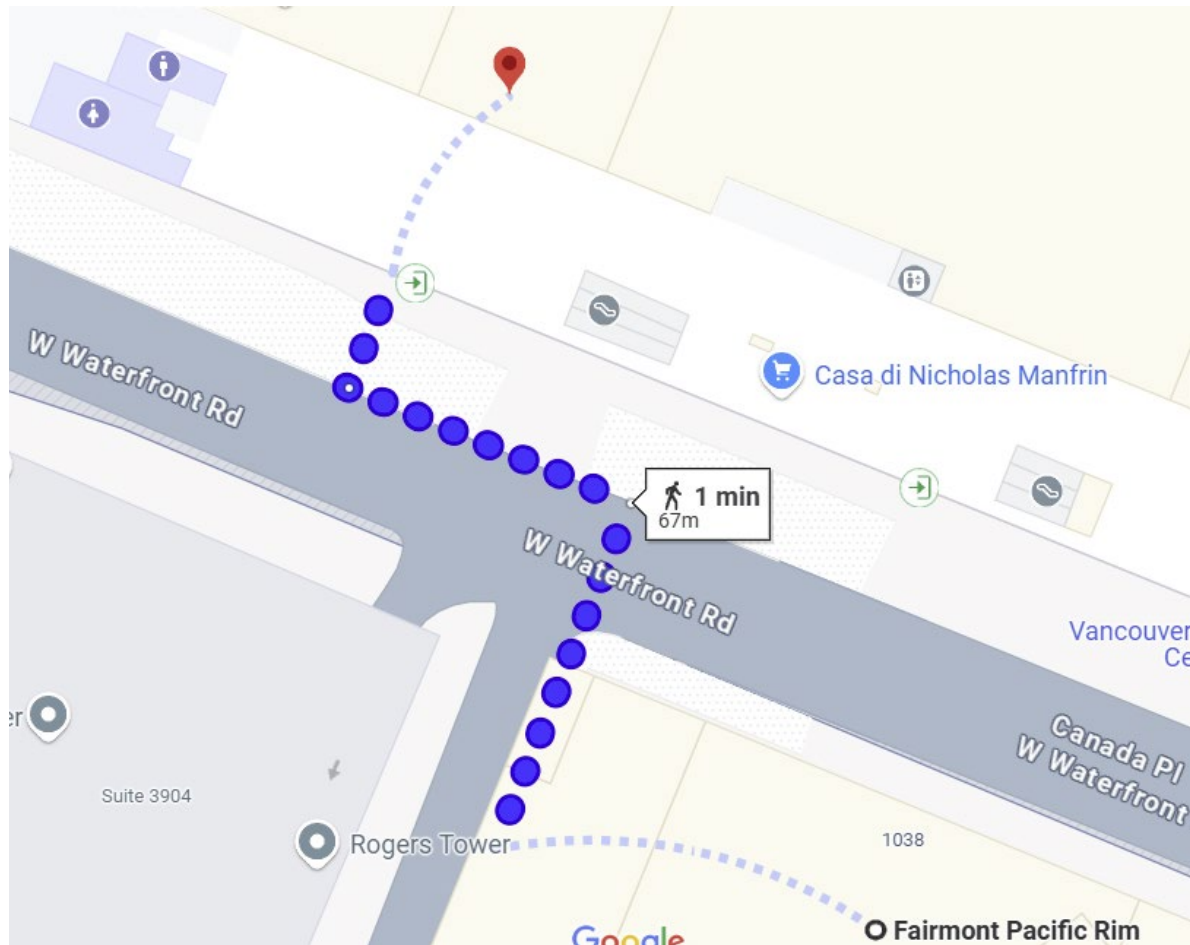 W Waterfront Rd
Casa di Nicholas Manfrin
1 min
67m
W Waterfront Rd
Vancouver
Ce
er
Canada Pl
W Waterfront
Suite 3904
Rogers Tower
1038
Google
Fairmont Pacific Rim